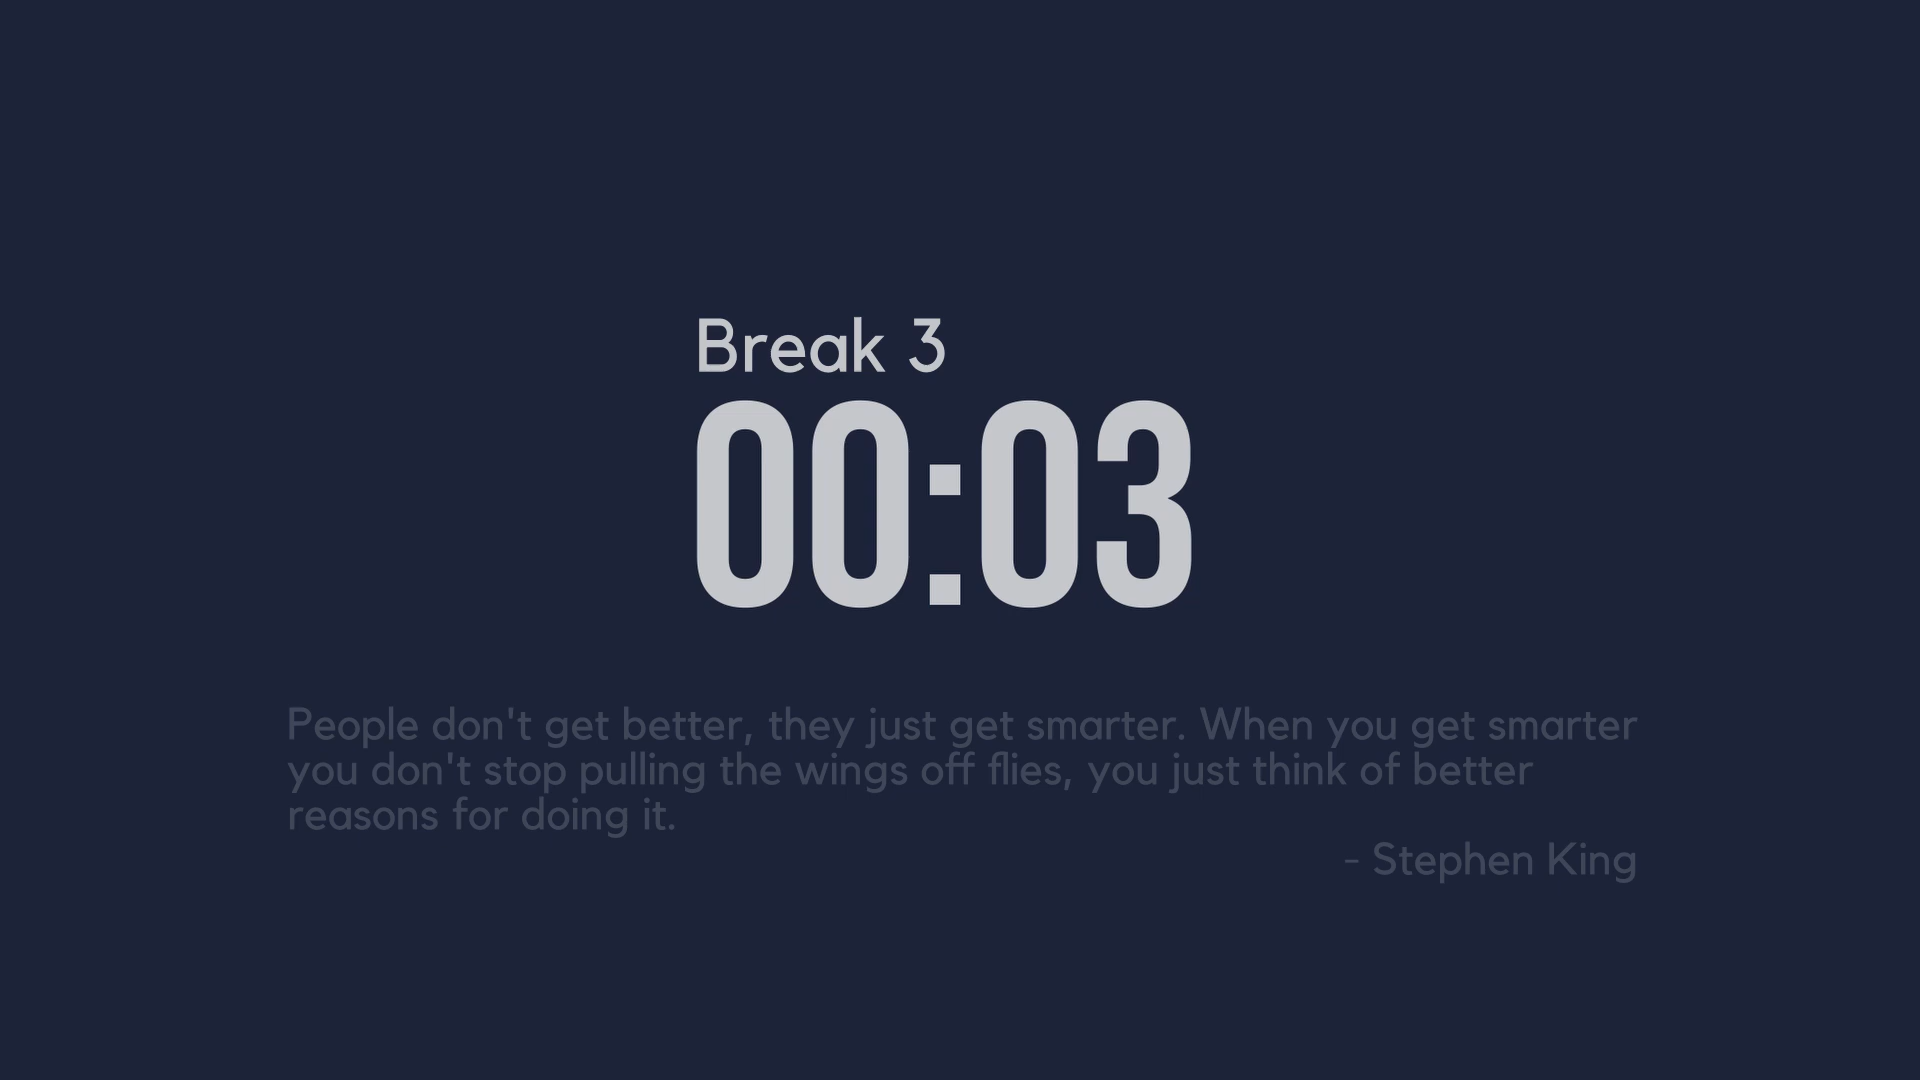 Break 3
00:03
People don't get better, they just get smarter. When you get smarter
you don't stop pulling the wings off flies, you just think of better
reasons for doing it.
- Stephen King